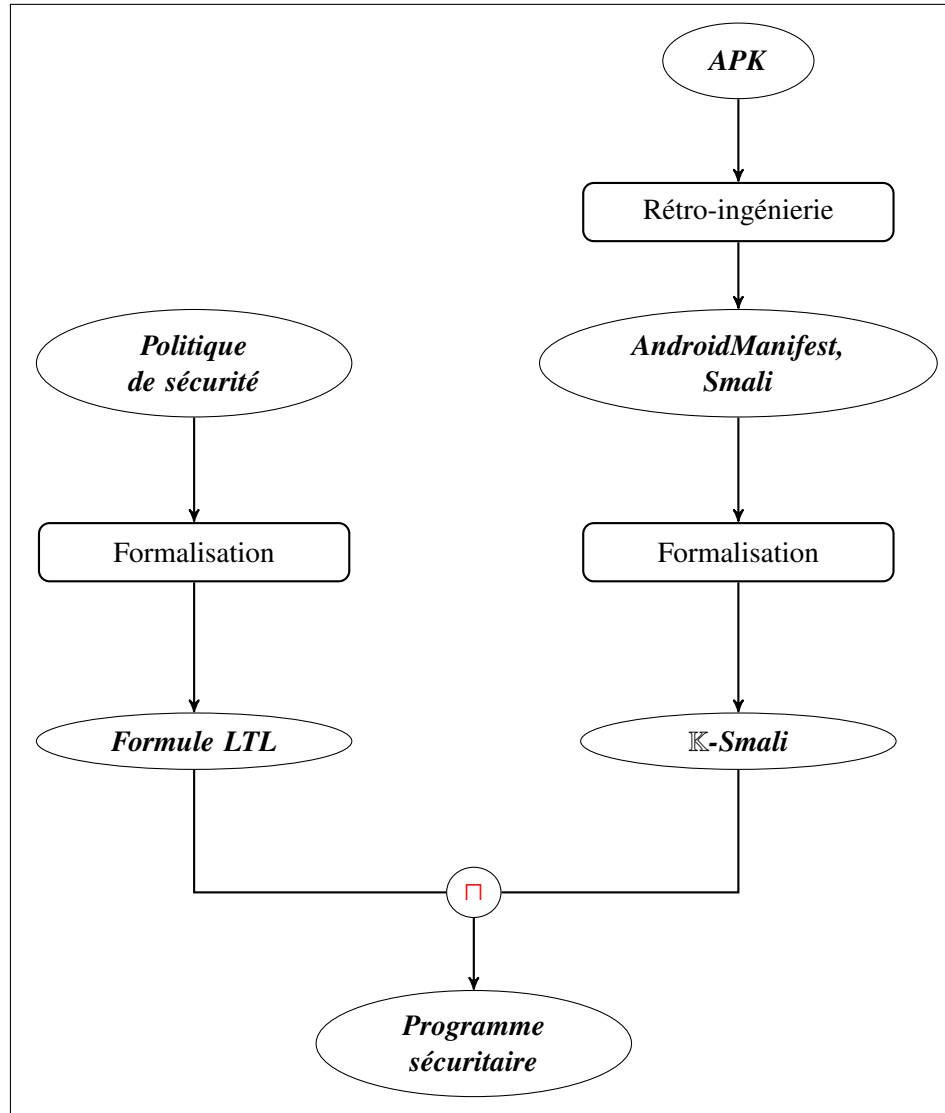 APK
Rétro-ingénierie
Politique
de sécurité
AndroidManifest,
Smali
Formalisation
Formalisation
Formule LTL
𝕂-Smali
⊓
Programme
sécuritaire